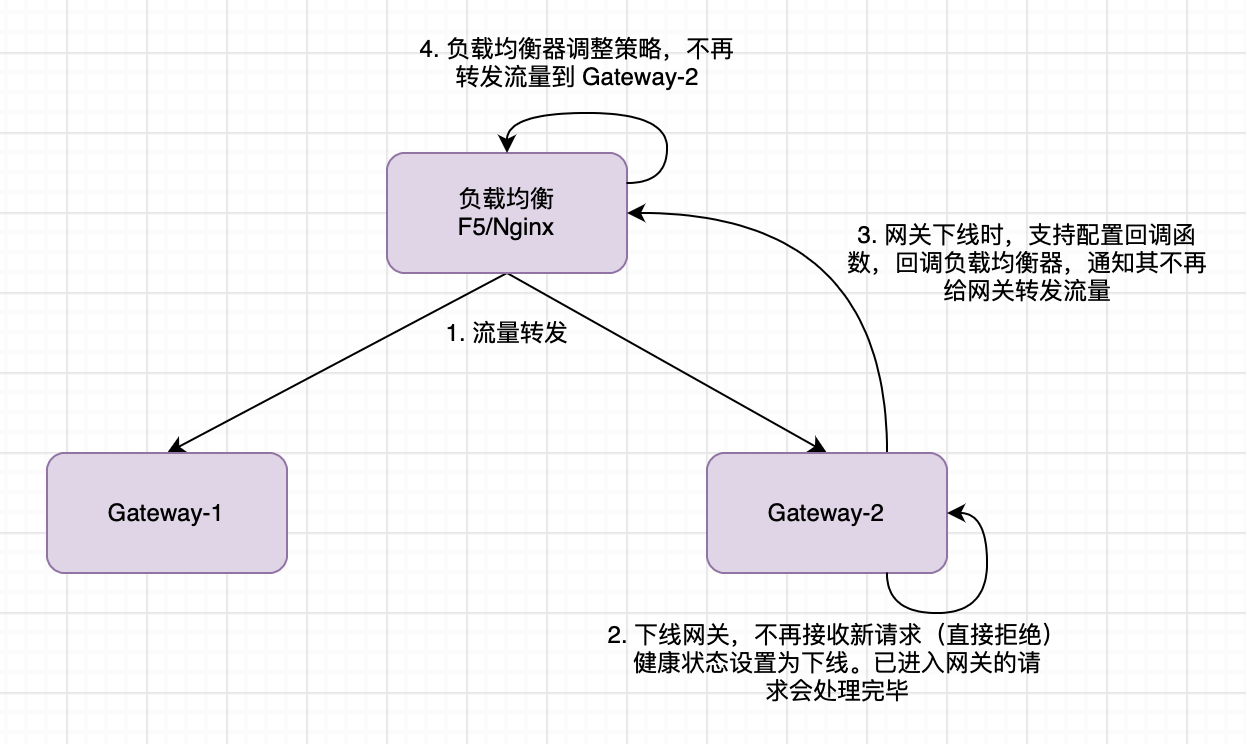 4. 负载均衡器调整策略，不再
转发流量到 Gateway-2
负载均衡
F5/Nginx
3. 网关下线时，支持配置回调函
数，回调负载均衡器，通知其不再
给网关转发流量
1. 流量转发
Gateway-1
Gateway-2
2. 下线网关，不再接收新请求（直接拒绝）
健康状态设置为下线。已进入网关的请
求会处理完毕